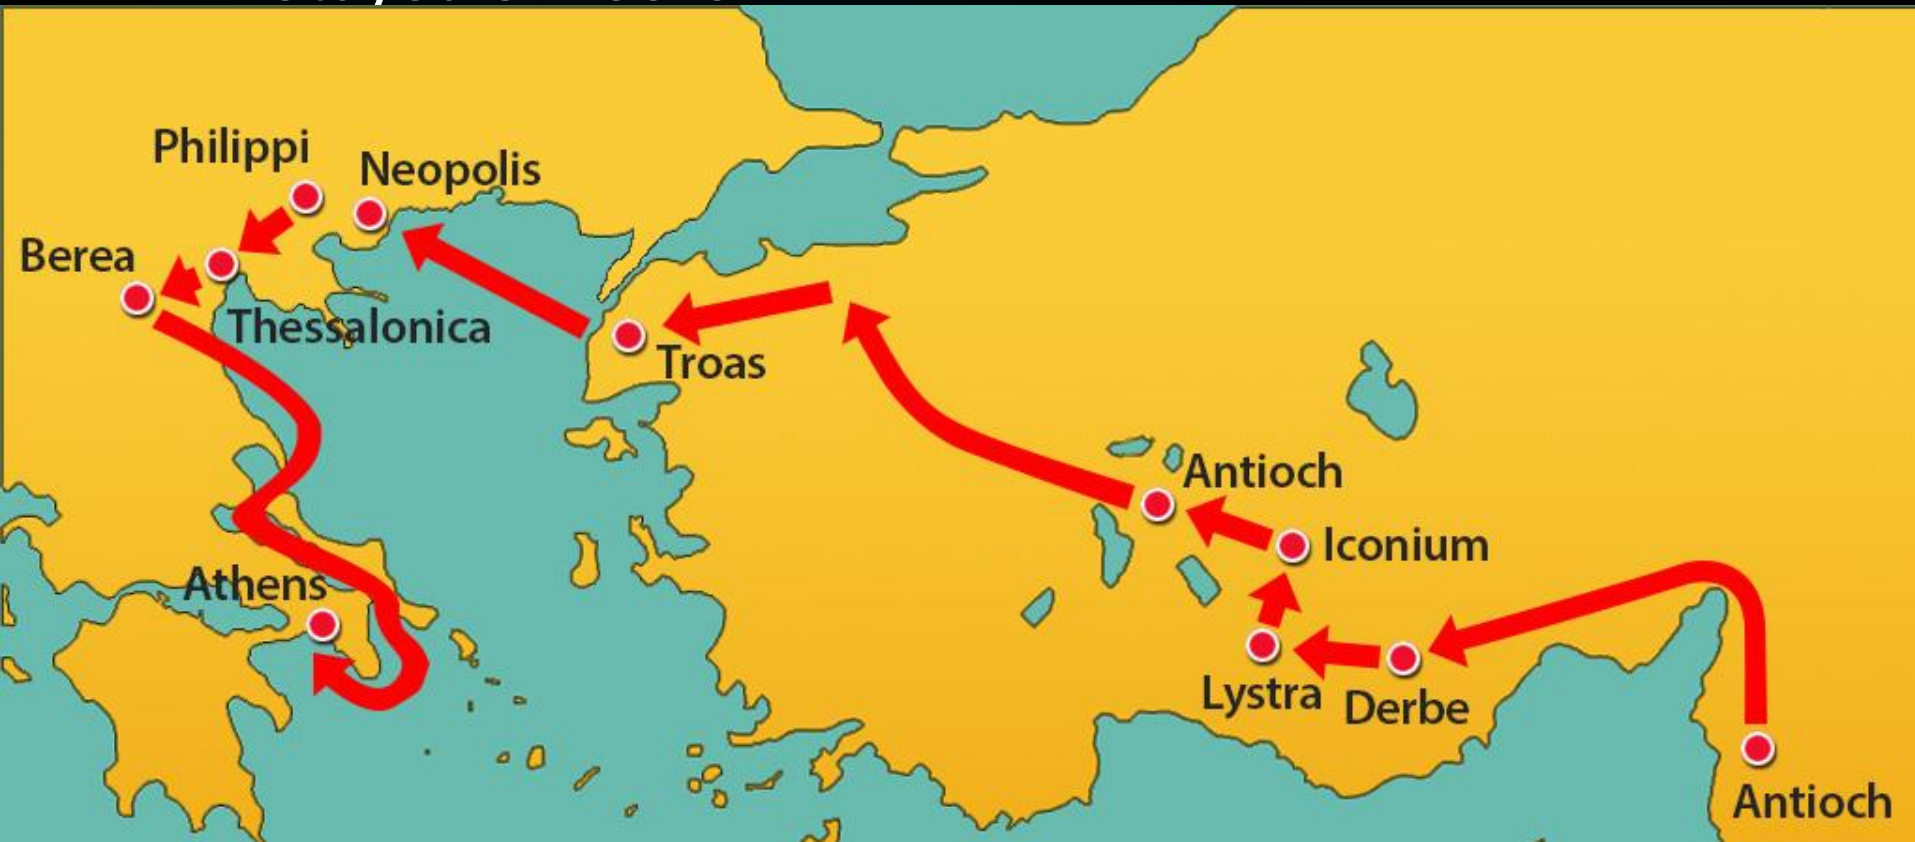 Philippi
Neopolis
Berea
Thessalonica
Troas
Antioch
Iconium
Athens
Lystra
Derbe
Antioch